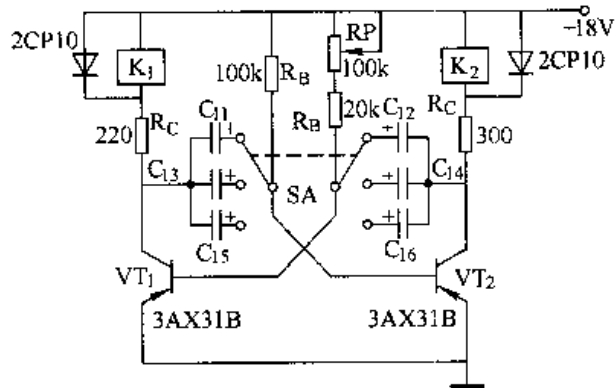 −18V
2CP10
K1
100k
RB
RP
100k
K2
2CP10
220
RC
C11
RB
20k
C12
RC
300
C13
SA
C14
C15
C16
VT1
VT2
3AX31B
3AX31B
+
+
+
+
+
+